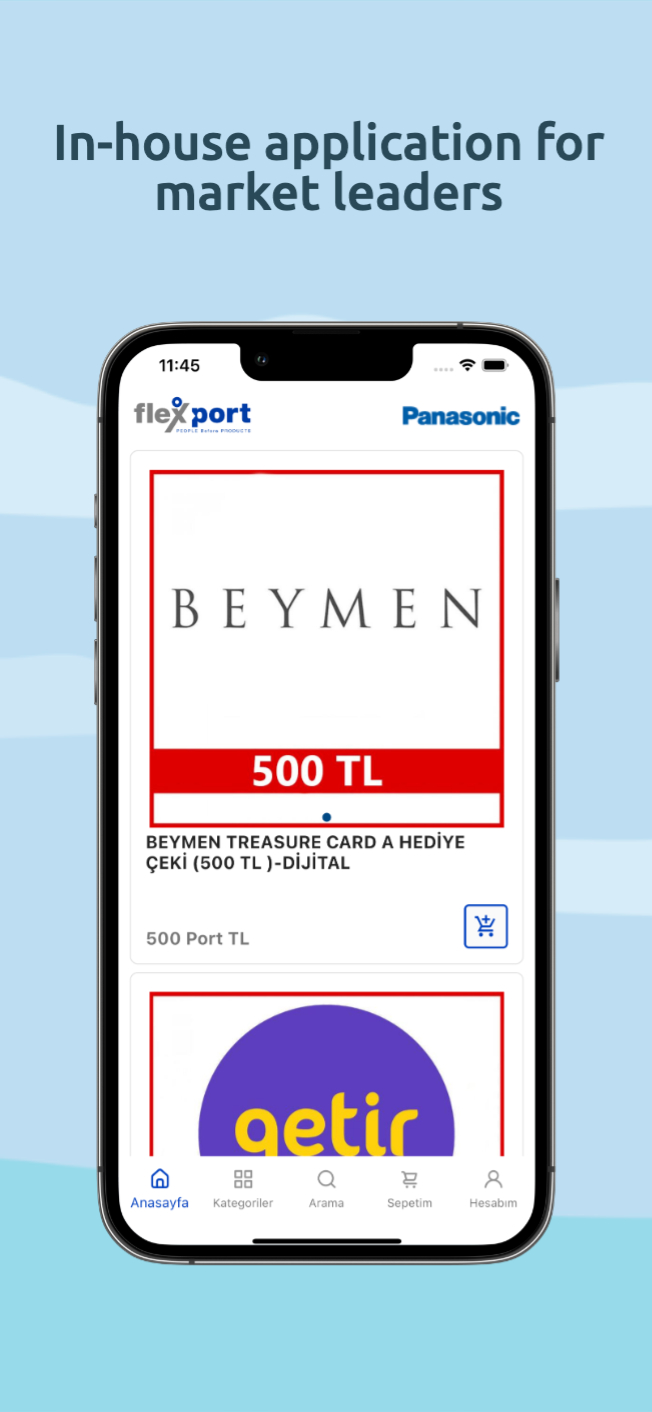 In-house application for
market leaders
11:45
flexport
PEOPLE Before PRODUCTS
Panasonic
BEYMEN
500 TL
BEYMEN TREASURE CARD A HEDİYE
ÇEKİ (500 TL )-DİJİTAL
500 Port TL
getir
Anasayfa Kategoriler Arama Sepetim Hesabım